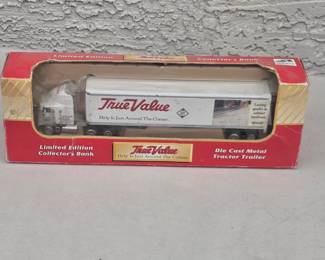 Limited Edition
Collector's Bank
True Value
Help Is Just Around The Corner.
Limited Edition
Collector's Bank
True Value
Help Is Just Around The Corner
Die Cast Metal
Tractor Trailer